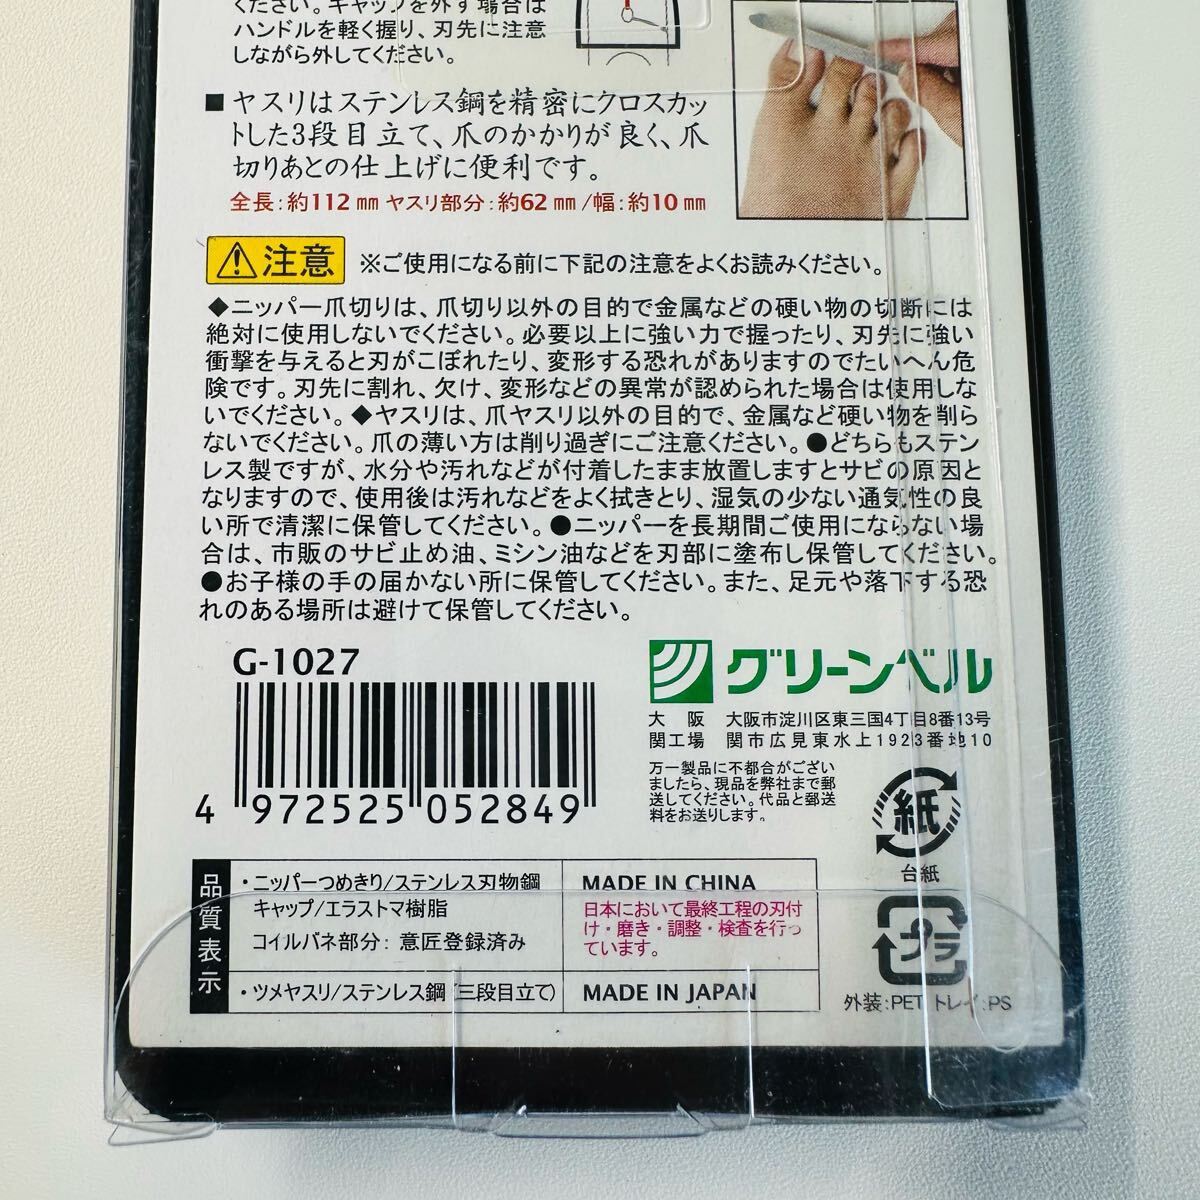 ください。キャップを外す場合は
ハンドルを軽く握り、刃先に注意
しながら外してください。
■ヤスリはステンレス鋼を精密にクロスカッ
トした3段目立て、爪のかかりが良く、爪
切りあとの仕上げに便利です。
全長:約112㎜ ヤスリ部分:約62㎜/幅:約10㎜
注意 ※ご使用になる前に下記の注意をよくお読みください。
◆ニッパー爪切りは、爪切り以外の目的で金属などの硬い物の切断には
絶対に使用しないでください。必要以上に強い力で握ったり、刃先に強い
衝撃を与えると刃がこぼれたり、変形する恐れがありますのでたいへん危
険です。刃先に割れ、欠け、変形などの異常が認められた場合は使用しな
いでください。◆ヤスリは、爪ヤスリ以外の目的で、金属など硬い物を削ら
ないでください。爪の薄い方は削り過ぎにご注意ください。●どちらもステン
レス製ですが、水分や汚れなどが付着したまま放置しますとサビの原因と
なりますので、使用後は汚れなどをよく拭きとり、湿気の少ない通気性の良
い所で清潔に保管してください。●ニッパーを長期間ご使用にならない場
合は、市販のサビ止め油、ミシン油などを刃部に塗布し保管してください。
●お子様の手の届かない所に保管してください。また、足元や落下する恐
れのある場所は避けて保管してください。
G-1027
4 972525 052849
グリーンベル
大 阪 大阪市淀川区東三国4丁目8番13号
関工場 関市広見東水上1923番地10
万一製品に不都合がござい
ましたら、現品を弊社まで郵
送してください。代品と郵送
料をお送りします。
紙
台紙
プラ
外装:PET トレイ:PS
品質表示
・ニッパーつめきり/ステンレス刃物鋼
キャップ/エラストマ樹脂
コイルバネ部分: 意匠登録済み
MADE IN CHINA
日本において最終工程の刃付
け・磨き・調整・検査を行っ
ています。
・ツメヤスリ/ステンレス鋼(三段目立て)
MADE IN JAPAN